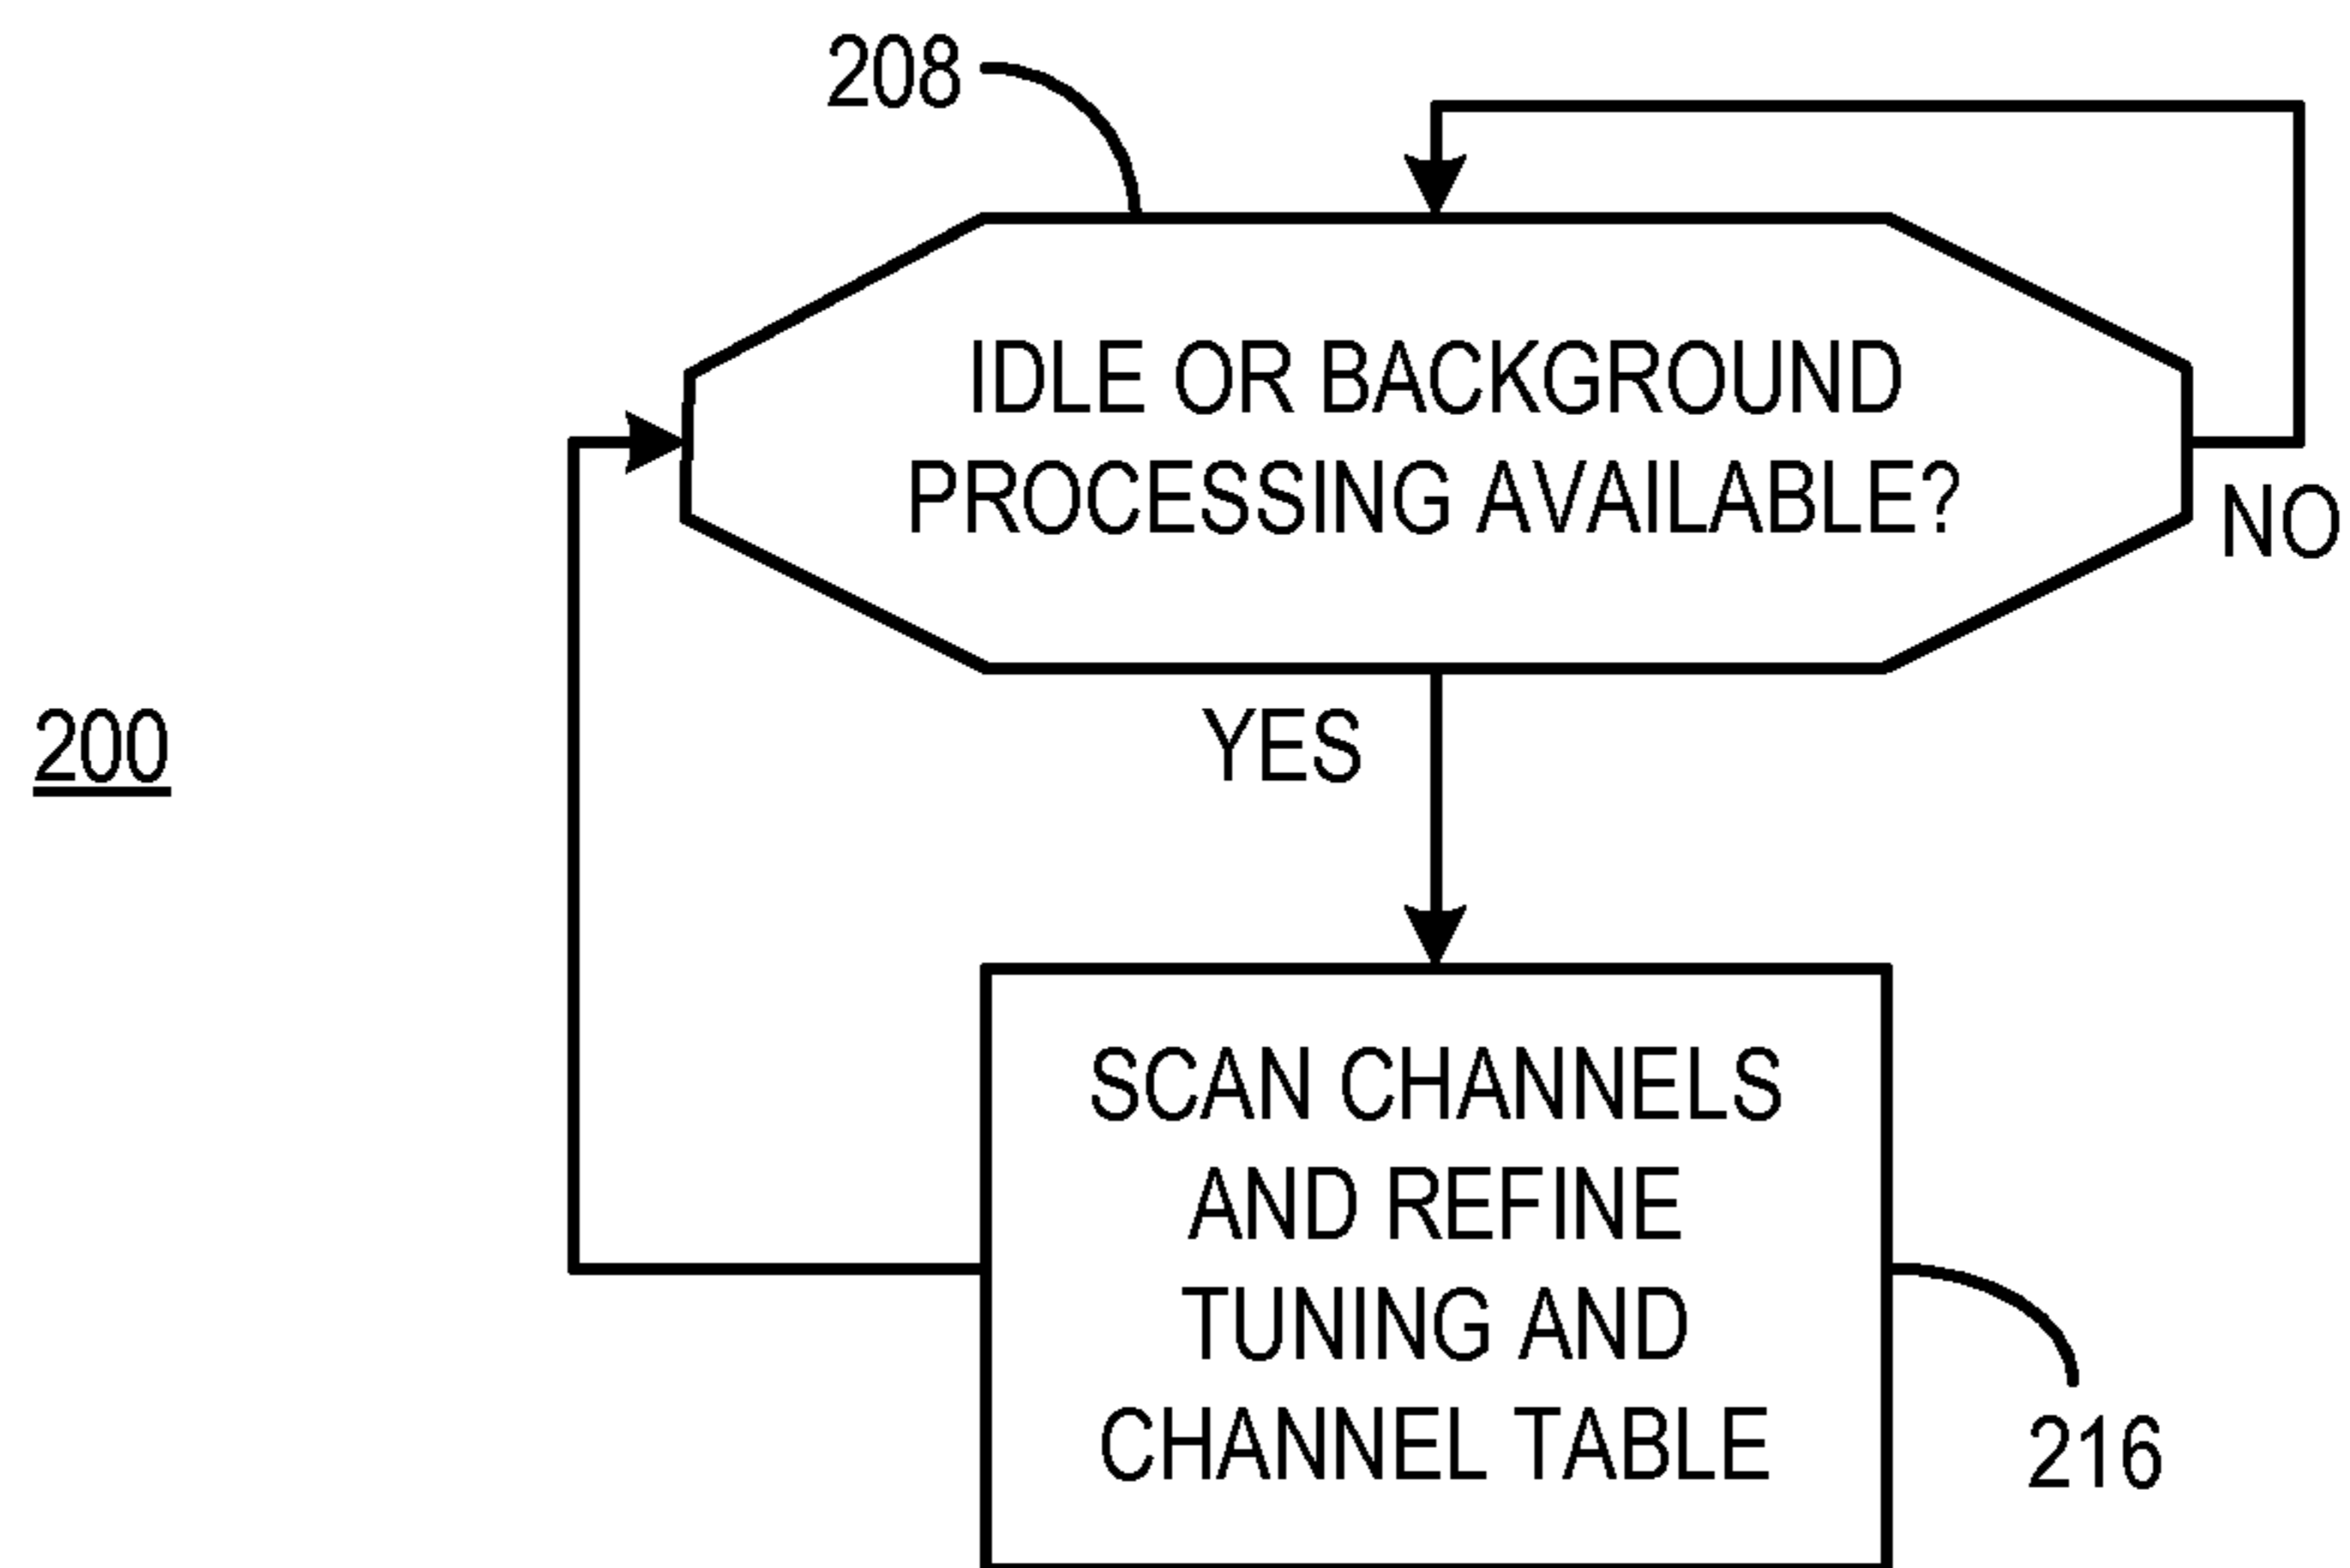 208
IDLE OR BACKGROUND
PROCESSING AVAILABLE?
NO
YES
200
SCAN CHANNELS
AND REFINE
TUNING AND
CHANNEL TABLE
216